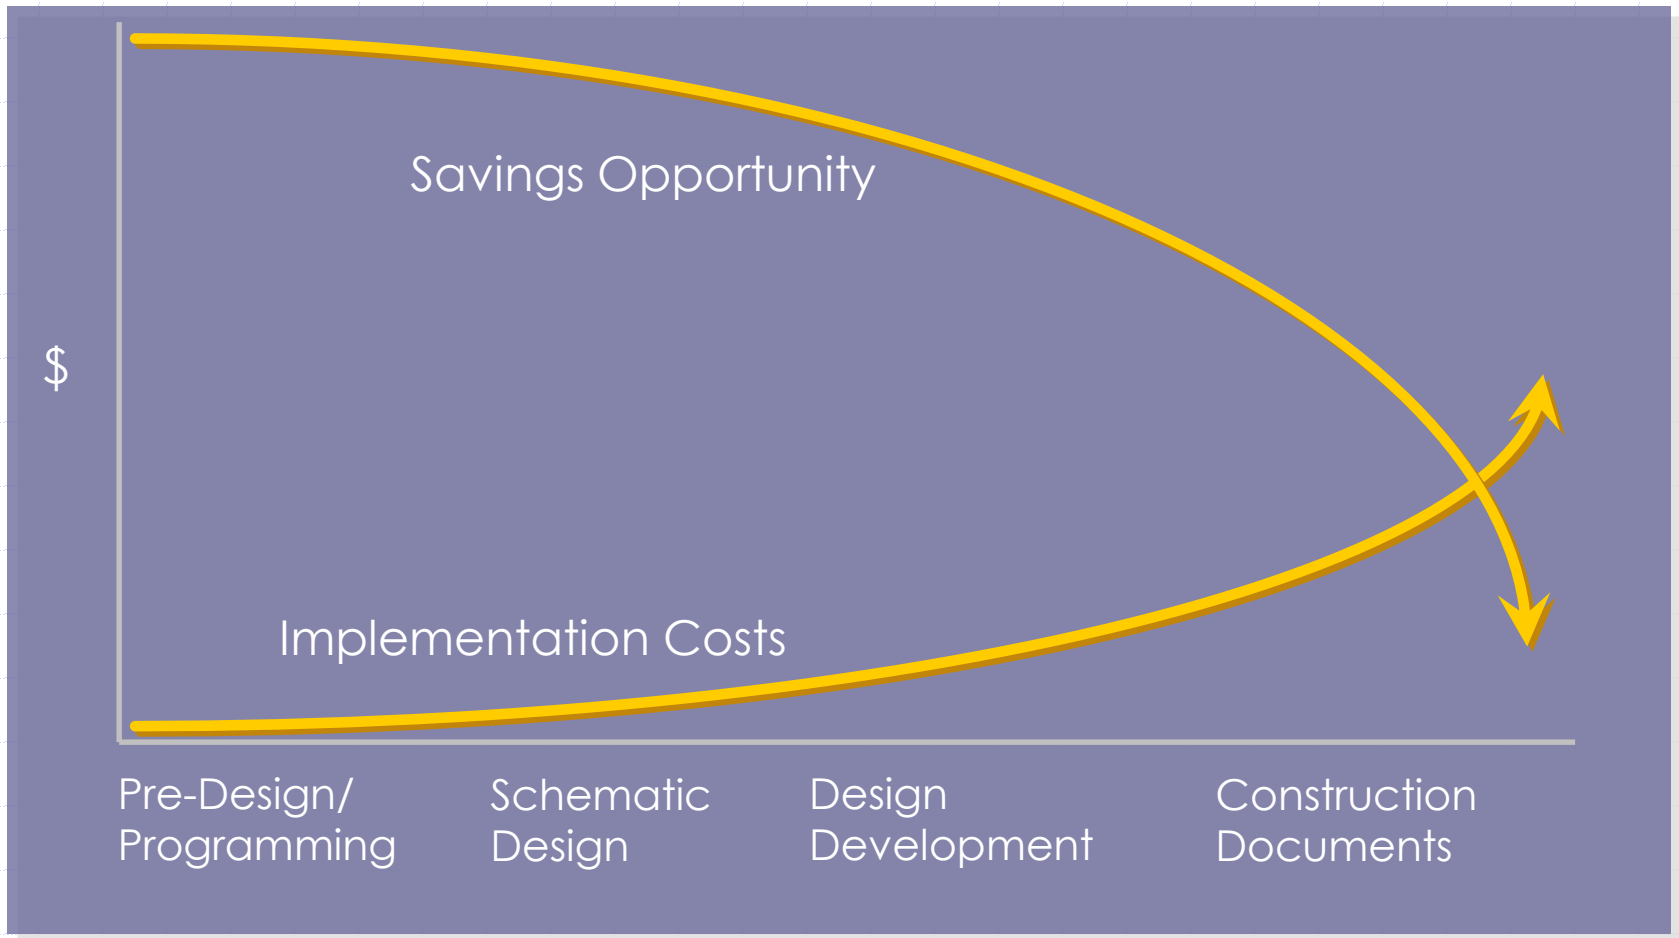 Savings Opportunity
$
Implementation Costs
Pre-Design/
Programming
Schematic
Design
Design
Development
Construction
Documents